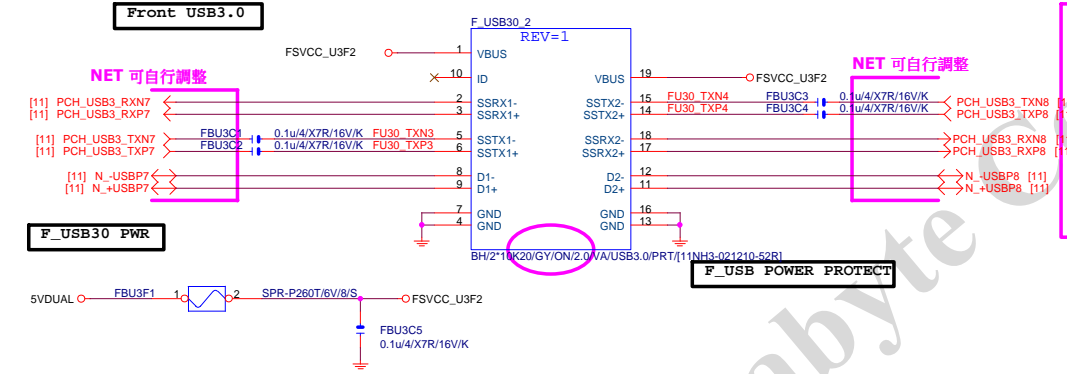 Front USB3.0
F_USB30_2
REV=1
FSVCC_U3F2
1
VBUS
10
ID
VBUS
19
FSVCC_U3F2
NET 可自行調整
NET 可自行調整
[11] PCH_USB3_RXN7
2
SSRX1-
[11] PCH_USB3_RXP7
3
SSRX1+
SSTX2-
15
FU30_TXN4
FBU3C3
0.1u/4/X7R/16V/K
PCH_USB3_TXN8
SSTX2+
14
FU30_TXP4
FBU3C4
0.1u/4/X7R/16V/K
PCH_USB3_TXP8
[11] PCH_USB3_TXN7
FBU3C1
0.1u/4/X7R/16V/K
FU30_TXN3
5
SSTX1-
[11] PCH_USB3_TXP7
FBU3C2
0.1u/4/X7R/16V/K
FU30_TXP3
6
SSTX1+
SSRX2-
18
PCH_USB3_RXN8
SSRX2+
17
PCH_USB3_RXP8
[11] N_-USBP7
8
D1-
[11] N_+USBP7
9
D1+
D2-
12
N_-USBP8 [11]
D2+
11
N_+USBP8 [11]
7
GND
4
GND
GND
16
GND
13
BH/2*10K20/GY/ON/2.0/VA/USB3.0/PRT/[11NH3-021210-52R]
F_USB30 PWR
F_USB POWER PROTECT
5VDUAL
FBU3F1
1
2
SPR-P260T/6V/8/S
FSVCC_U3F2
FBU3C5
0.1u/4/X7R/16V/K